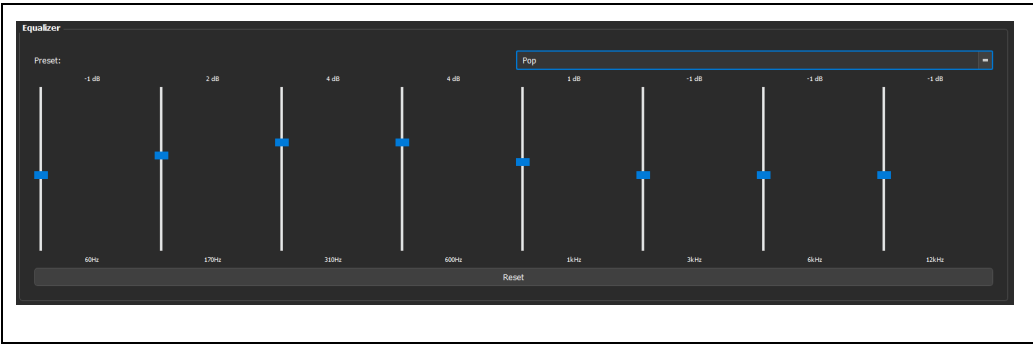 Equalizer
Preset:
Pop
-1 dB 2 dB 4 dB 4 dB 1 dB -1 dB -1 dB -1 dB
60Hz 170Hz 310Hz 600Hz 1kHz 3kHz 6kHz 12kHz
Reset